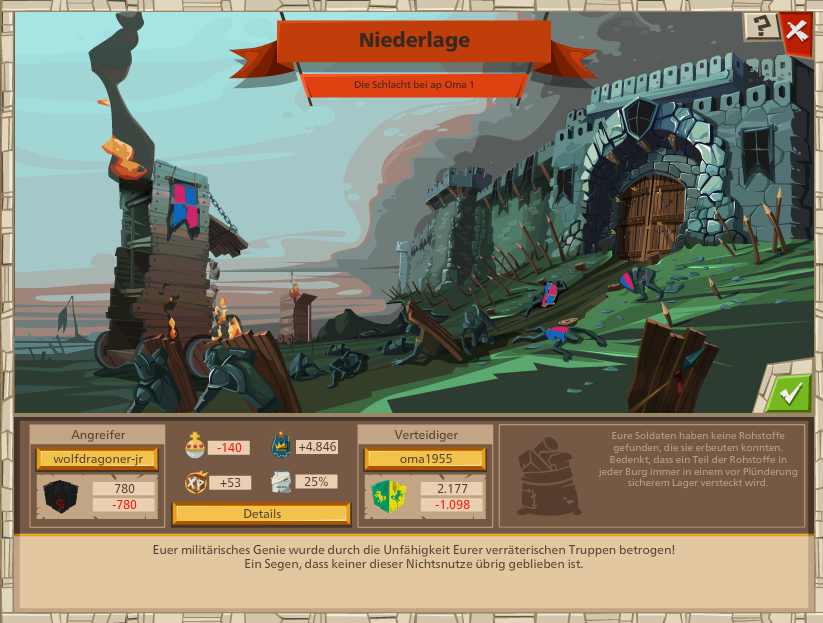 Niederlage
Die Schlacht bei ap Oma 1
?
Angreifer
wolfdragoner-jr
780
-780
-140
+4.846
XP
+53
25%
Details
Verteidiger
oma1955
2.177
-1.098
Eure Soldaten haben keine Rohstoffe
gefunden, die sie erbeuten konnten.
Bedenkt, dass ein Teil der Rohstoffe in
jeder Burg immer in einem vor Plünderung
sicherem Lager versteckt wird.
Euer militärisches Genie wurde durch die Unfähigkeit Eurer verräterischen Truppen betrogen!
Ein Segen, dass keiner dieser Nichtsnutze übrig geblieben ist.